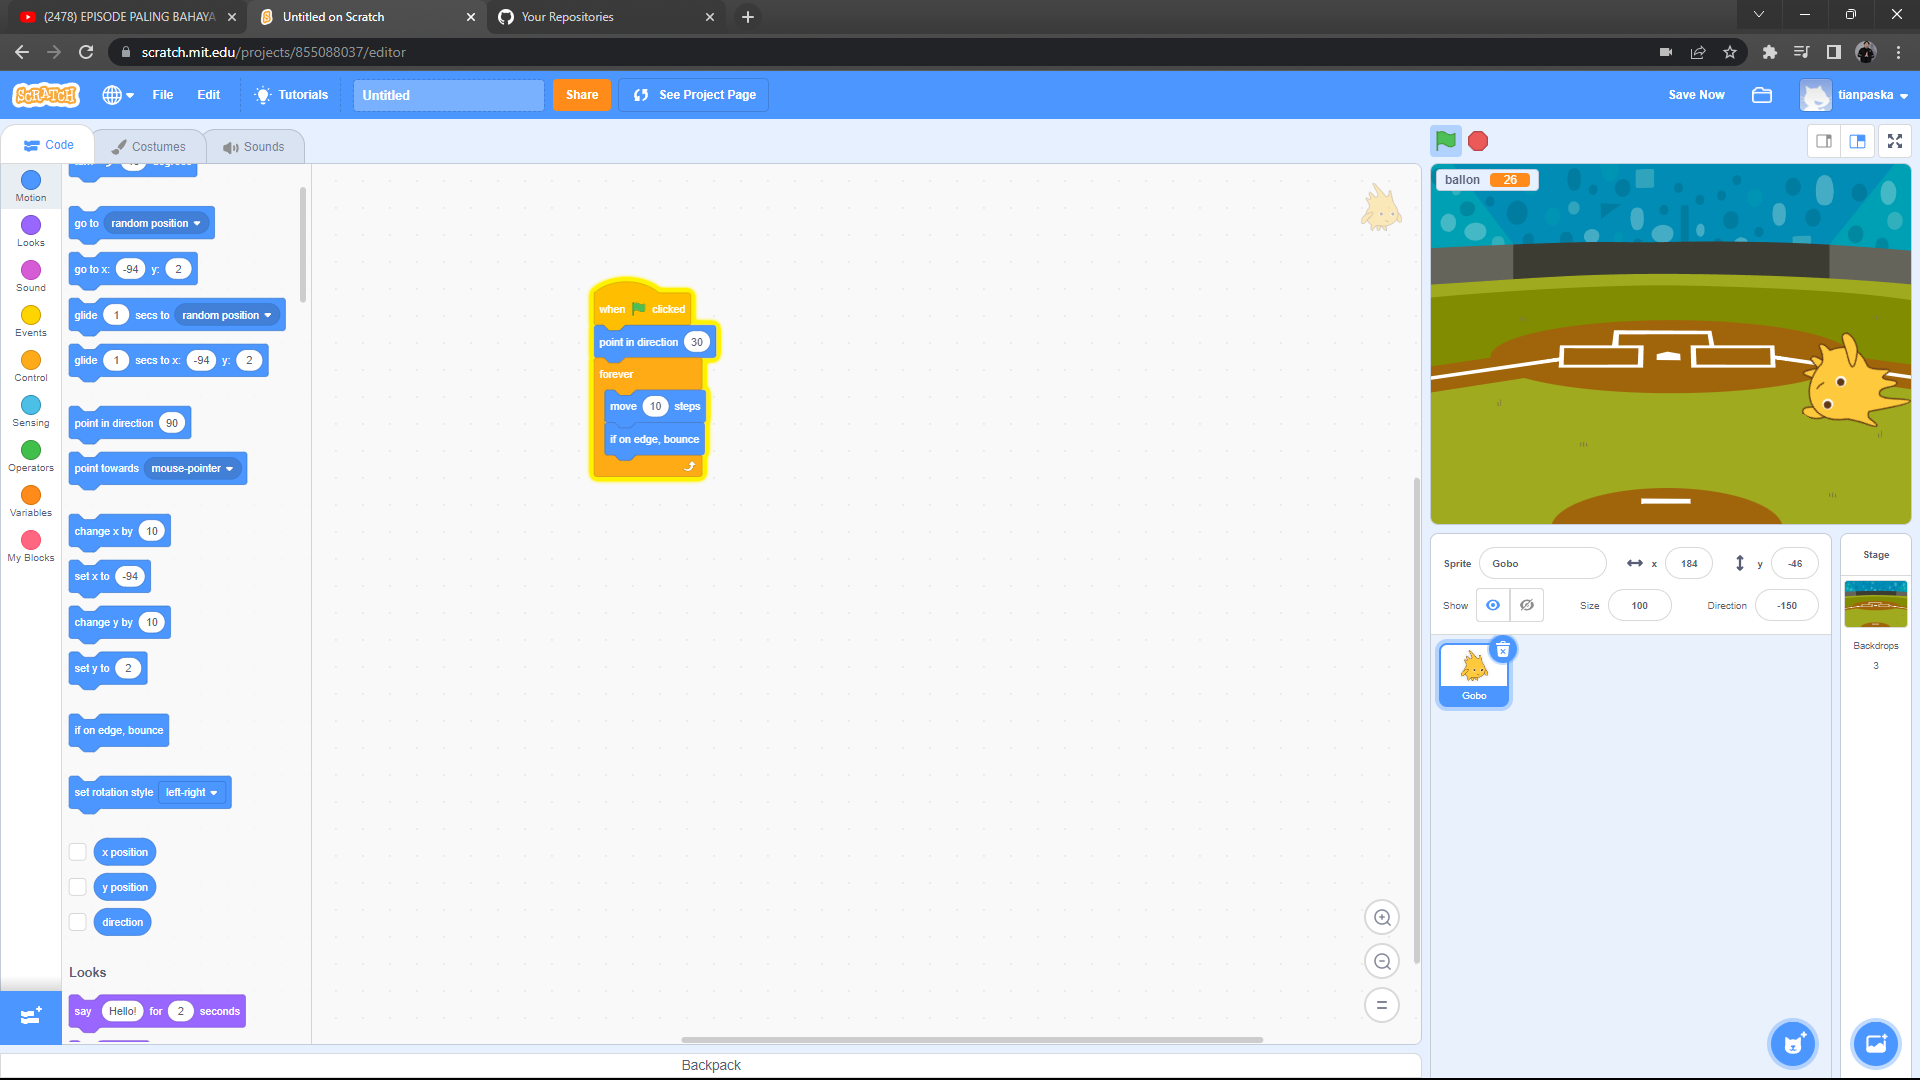 (2478) EPISODE PALING BAHAYA
Untitled on Scratch
Your Repositories
scratch.mit.edu/projects/855088037/editor
SCRATCH
File
Edit
Tutorials
Untitled
Share
See Project Page
Save Now
tianpaska
Code
Costumes
Sounds
Motion
Looks
Sound
Events
Control
Sensing
Operators
Variables
My Blocks
go to random position
go to x: -94 y: 2
glide 1 secs to random position
glide 1 secs to x: -94 y: 2
point in direction 90
point towards mouse-pointer
change x by 10
set x to -94
change y by 10
set y to 2
if on edge, bounce
set rotation style left-right
x position
y position
direction
Looks
say Hello! for 2 seconds
when clicked
point in direction 30
forever
move 10 steps
if on edge, bounce
Backpack
ballon 26
Sprite Gobo x 184 y -46
Show Size 100 Direction -150
Gobo
Stage
Backdrops
3